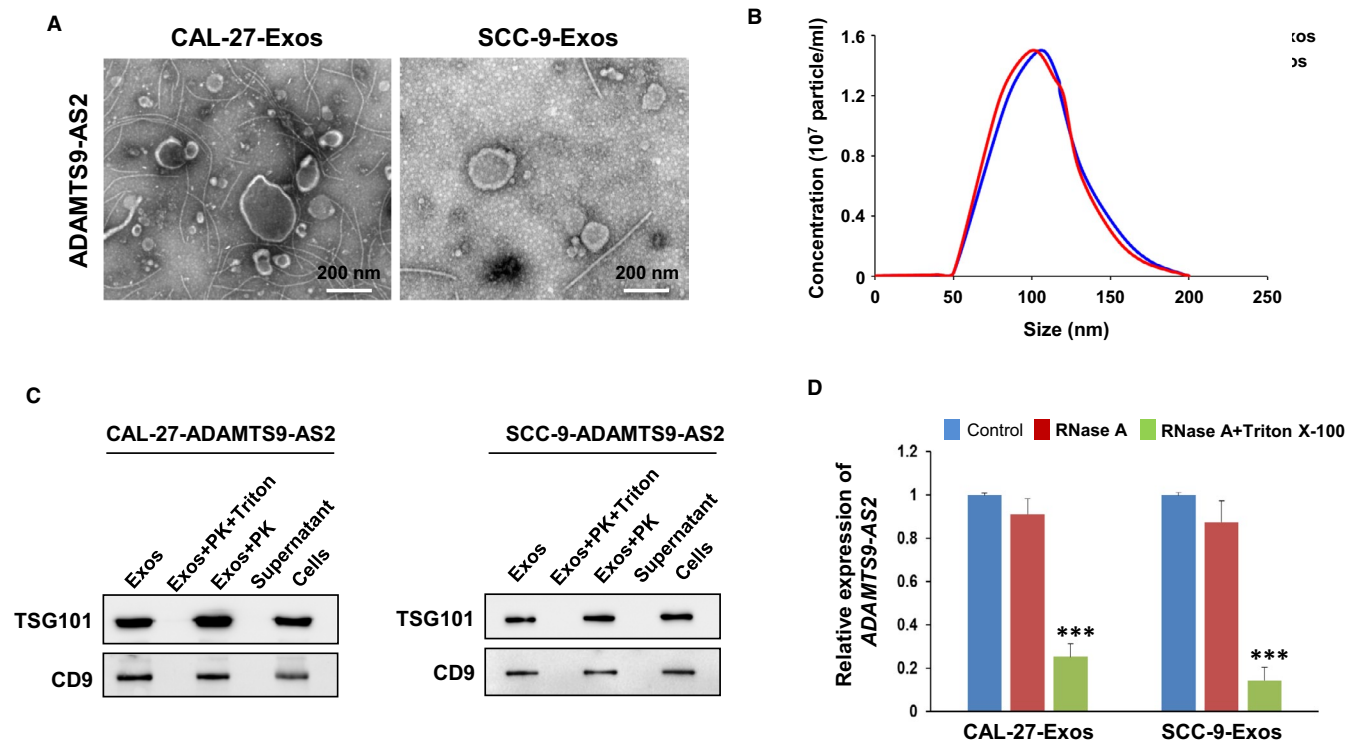 A
CAL-27-Exos
SCC-9-Exos
ADAMTS9-AS2
200 nm
200 nm
B
Concentration (10⁷ particle/ml)
1.6
1.2
0.8
0.4
0
0
50
100
150
200
250
Size (nm)
C
CAL-27-ADAMTS9-AS2
Exos
Exos+PK+Triton
Exos+PK
Supernatant
Cells
TSG101
CD9
SCC-9-ADAMTS9-AS2
Exos
Exos+PK+Triton
Exos+PK
Supernatant
Cells
TSG101
CD9
D
Control
RNase A
RNase A+Triton X-100
Relative expression of
ADAMTS9-AS2
1.2
1
0.8
0.6
0.4
0.2
0
***
***
CAL-27-Exos
SCC-9-Exos